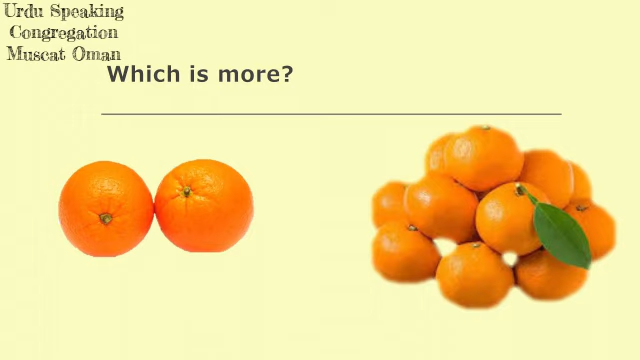 Urdu Speaking
Congregation
Muscat Oman
Which is more?